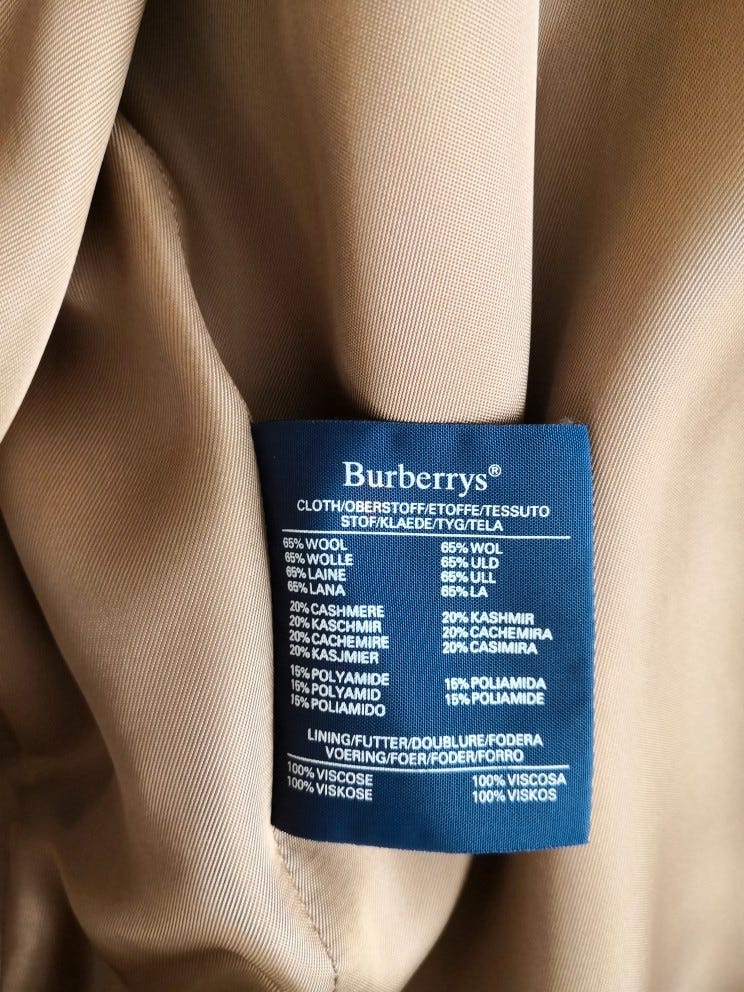 Burberrys®
CLOTH/OBERSTOFF/ETOFFE/TESSUTO
STOF/KLAEDE/TYG/TELA
65% WOOL
65% WOLLE
65% LAINE
65% LANA
65% WOL
65% ULD
65% ULL
65% LA
20% CASHMERE
20% KASCHMIR
20% CACHEMIRE
20% KASJMIER
20% KASHMIR
20% CACHEMIRA
20% CASIMIRA
15% POLYAMIDE
15% POLYAMID
15% POLIAMIDO
15% POLIAMIDA
15% POLIAMIDE
LINING/FUTTER/DOUBLURE/FODERA
VOERING/FOER/FODER/FORRO
100% VISCOSE
100% VISKOSE
100% VISCOSA
100% VISKOS